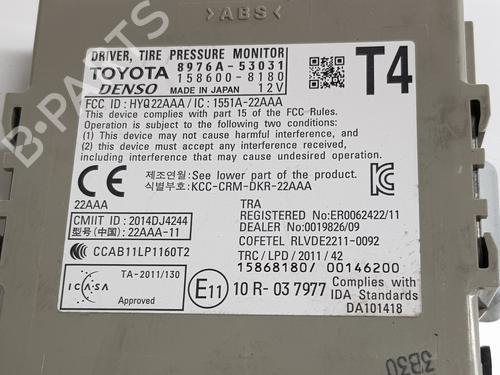 >ABS<
DRIVER, TIRE PRESSURE MONITOR
TOYOTA 8976A-53031
158600-8180
DENSO MADE IN JAPAN 12V
T4
FCC ID : HYQ22AAA / IC : 1551A-22AAA
This device complies with part 15 of the FCC Rules.
Operation is subject to the following two conditions:
(1) This device may not cause harmful interference, and
(2) this device must accept any interference received,
including interference that may cause undesired operation.
제조연월: See lower part of the product.
식별부호: KCC-CRM-DKR-22AAA
CE
22AAA
CMIIT ID : 2014DJ4244
型号(中国): 22AAA-11
CCAB11LP1160T2
TRA
REGISTERED No:ER0062422/11
DEALER No:0019826/09
COFETEL RLVDE2211-0092
TRC / LPD / 2011 / 42
15868180/ 00146200
ICASA
TA-2011/130
Approved
E11 10 R- 03 7977
Complies with
IDA Standards
DA101418
3B30
B-PARTS